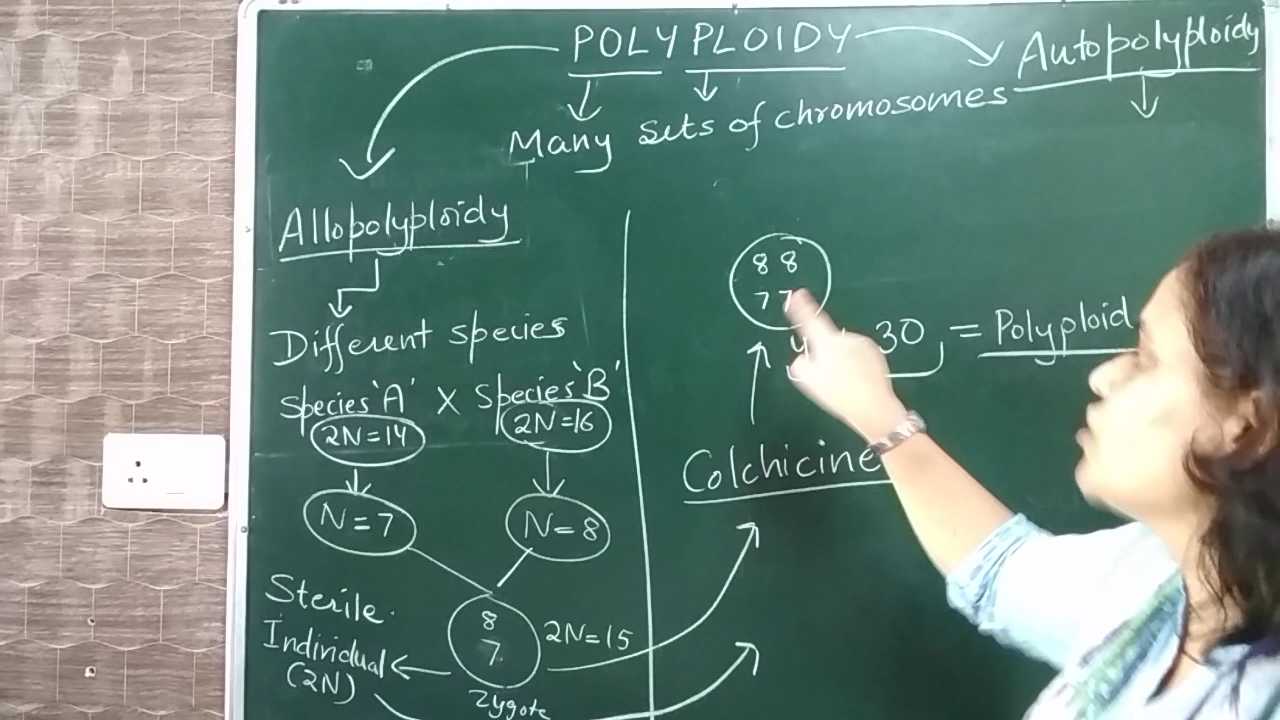 POLYPLOIDY
Autopolyploidy
Many sets of chromosomes
Allopolyploidy
Different species
Species 'A' X Species 'B'
2N=14
2N=16
N=7
N=8
8
7
2N=15
Zygote
Sterile
Individual
(2N)
8 8
7 7
30 = Polyploid
Colchicine